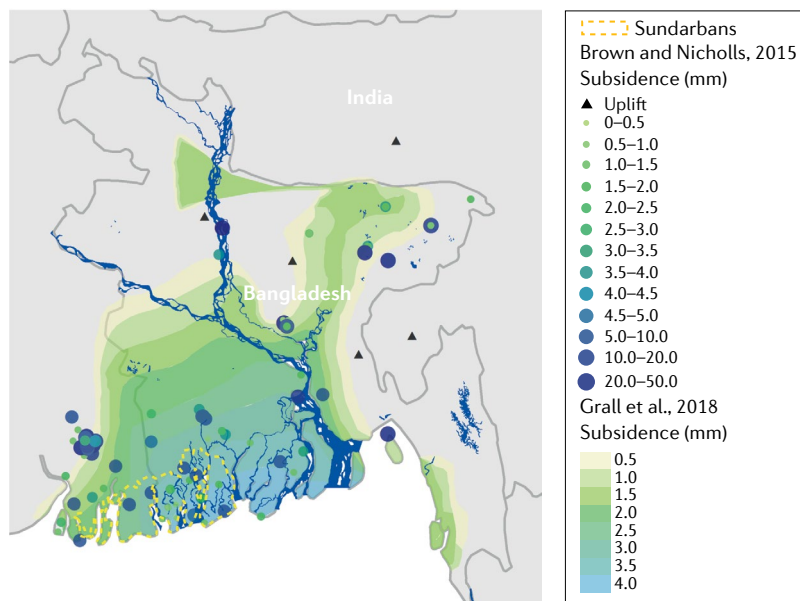 India
Bangladesh
Sundarbans
Brown and Nicholls, 2015
Subsidence (mm)
Uplift
0–0.5
0.5–1.0
1.0–1.5
1.5–2.0
2.0–2.5
2.5–3.0
3.0–3.5
3.5–4.0
4.0–4.5
4.5–5.0
5.0–10.0
10.0–20.0
20.0–50.0
Grall et al., 2018
Subsidence (mm)
0.5
1.0
1.5
2.0
2.5
3.0
3.5
4.0